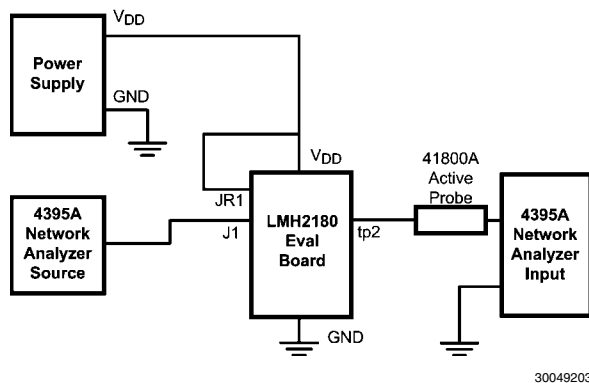 VDD
Power
Supply
GND
VDD
41800A
Active
Probe
JR1
4395A
Network
Analyzer
Source
J1
LMH2180
Eval
Board
tp2
4395A
Network
Analyzer
Input
GND
30049203